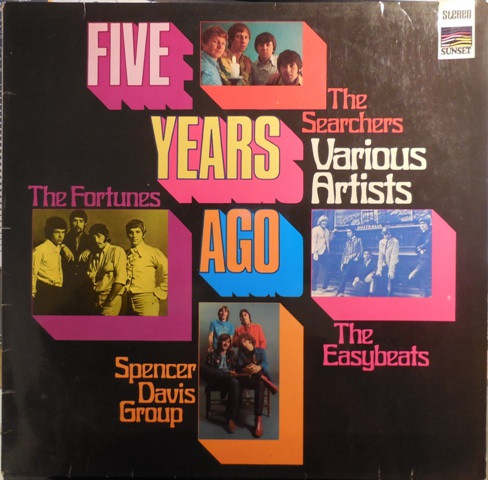 FIVE
YEARS
AGO
Stereo
SUNSET
The
Searchers
Various
Artists
The Fortunes
The
Easybeats
Spencer
Davis
Group